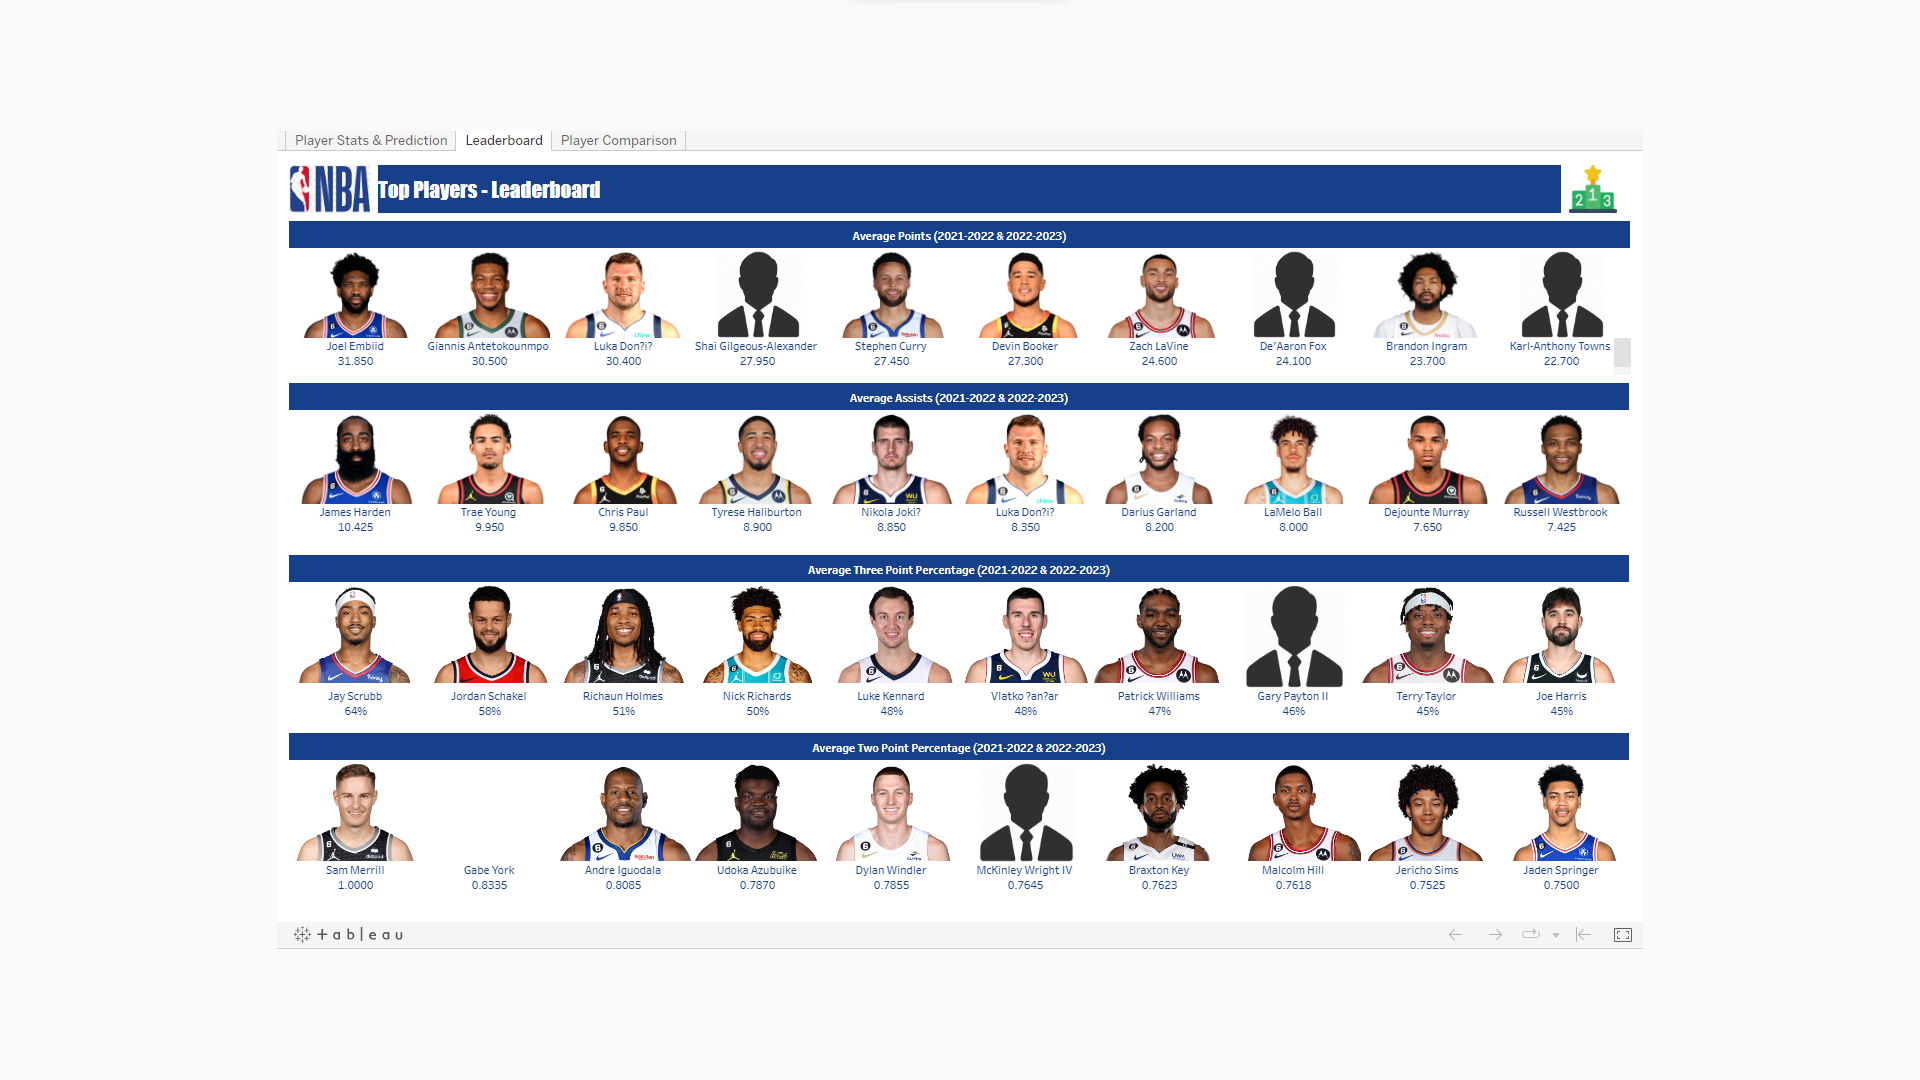 Player Stats & Prediction Leaderboard Player Comparison
NBA Top Players - Leaderboard
2 1 3
Average Points (2021-2022 & 2022-2023)
Joel Embiid Giannis Antetokounmpo Luka Don?i? Shai Gilgeous-Alexander Stephen Curry Devin Booker Zach LaVine De'Aaron Fox Brandon Ingram Karl-Anthony Towns
31.850 30.500 30.400 27.950 27.450 27.300 24.600 24.100 23.700 22.700
Average Assists (2021-2022 & 2022-2023)
James Harden Trae Young Chris Paul Tyrese Haliburton Nikola Joki? Luka Don?i? Darius Garland LaMelo Ball Dejounte Murray Russell Westbrook
10.425 9.950 9.850 8.900 8.850 8.350 8.200 8.000 7.650 7.425
Average Three Point Percentage (2021-2022 & 2022-2023)
Jay Scrubb Jordan Schakel Richaun Holmes Nick Richards Luke Kennard Vlatko ?an?ar Patrick Williams Gary Payton II Terry Taylor Joe Harris
64% 58% 51% 50% 48% 48% 47% 46% 45% 45%
Average Two Point Percentage (2021-2022 & 2022-2023)
Sam Merrill Gabe York Andre Iguodala Udoka Azubuike Dylan Windler McKinley Wright IV Braxton Key Malcolm Hill Jericho Sims Jaden Springer
1.0000 0.8335 0.8085 0.7870 0.7855 0.7645 0.7623 0.7618 0.7525 0.7500
+ableau